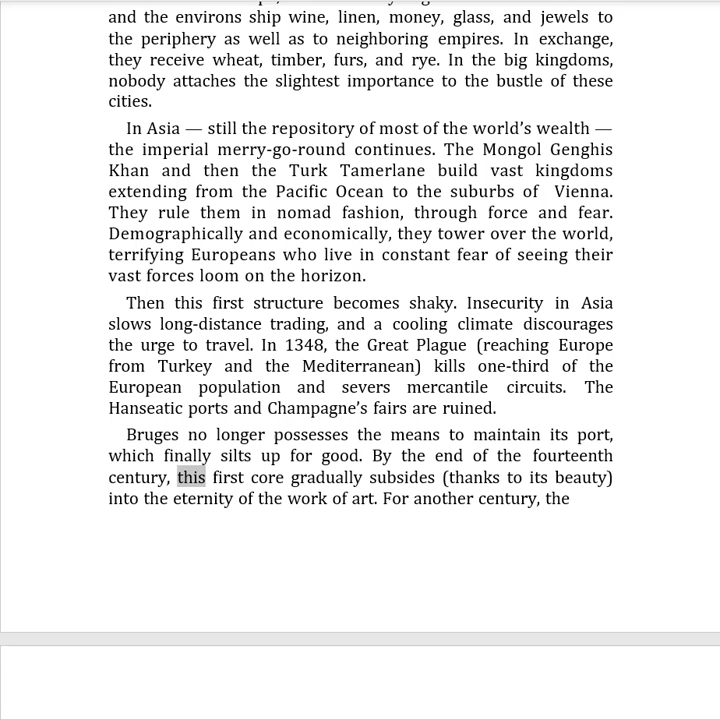 and the environs ship wine, linen, money, glass, and jewels to
the periphery as well as to neighboring empires. In exchange,
they receive wheat, timber, furs, and rye. In the big kingdoms,
nobody attaches the slightest importance to the bustle of these
cities.
In Asia — still the repository of most of the world’s wealth —
the imperial merry-go-round continues. The Mongol Genghis
Khan and then the Turk Tamerlane build vast kingdoms
extending from the Pacific Ocean to the suburbs of Vienna.
They rule them in nomad fashion, through force and fear.
Demographically and economically, they tower over the world,
terrifying Europeans who live in constant fear of seeing their
vast forces loom on the horizon.
Then this first structure becomes shaky. Insecurity in Asia
slows long-distance trading, and a cooling climate discourages
the urge to travel. In 1348, the Great Plague (reaching Europe
from Turkey and the Mediterranean) kills one-third of the
European population and severs mercantile circuits. The
Hanseatic ports and Champagne’s fairs are ruined.
Bruges no longer possesses the means to maintain its port,
which finally silts up for good. By the end of the fourteenth
century, this first core gradually subsides (thanks to its beauty)
into the eternity of the work of art. For another century, the